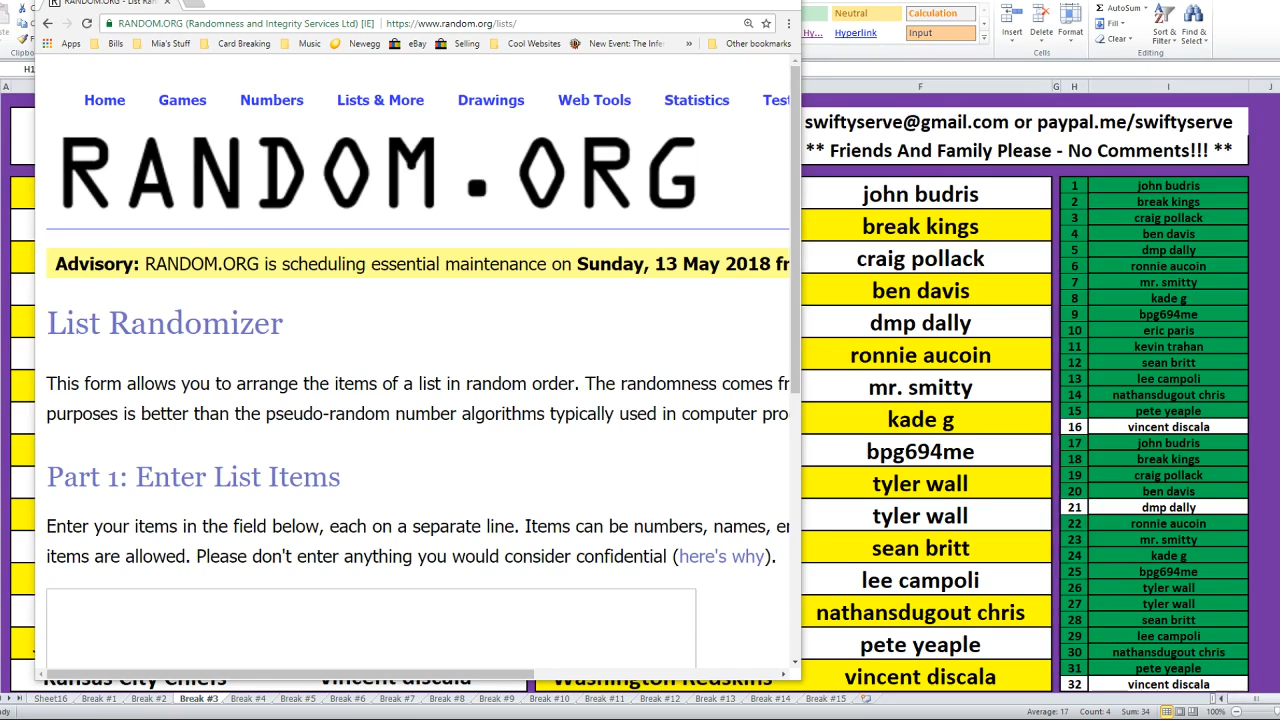 RANDOM.ORG - List Ran
RANDOM.ORG (Randomness and Integrity Services Ltd) [IE] https://www.random.org/lists/
Apps Bills Mia's Stuff Card Breaking Music Newegg eBay Selling Cool Websites New Event: The Infe » Other bookmarks
Home Games Numbers Lists & More Drawings Web Tools Statistics Test
RANDOM.ORG
Advisory: RANDOM.ORG is scheduling essential maintenance on Sunday, 13 May 2018 fr
List Randomizer
This form allows you to arrange the items of a list in random order. The randomness comes fr
purposes is better than the pseudo-random number algorithms typically used in computer pro
Part 1: Enter List Items
Enter your items in the field below, each on a separate line. Items can be numbers, names, en
items are allowed. Please don't enter anything you would consider confidential (here's why).
Neutral Calculation
Hy... Hyperlink Input
Insert Delete Format
Cells
AutoSum
Fill
Clear
Sort & Filter
Find & Select
Editing
H1
A F G H I J
swiftyserve@gmail.com or paypal.me/swiftyserve
** Friends And Family Please - No Comments!!! **
john budris
break kings
craig pollack
ben davis
dmp dally
ronnie aucoin
mr. smitty
kade g
bpg694me
tyler wall
tyler wall
sean britt
lee campoli
nathansdugout chris
pete yeaple
vincent discala
1 john budris
2 break kings
3 craig pollack
4 ben davis
5 dmp dally
6 ronnie aucoin
7 mr. smitty
8 kade g
9 bpg694me
10 eric paris
11 kevin trahan
12 sean britt
13 lee campoli
14 nathansdugout chris
15 pete yeaple
16 vincent discala
17 john budris
18 break kings
19 craig pollack
20 ben davis
21 dmp dally
22 ronnie aucoin
23 mr. smitty
24 kade g
25 bpg694me
26 tyler wall
27 tyler wall
28 sean britt
29 lee campoli
30 nathansdugout chris
31 pete yeaple
32 vincent discala
Kansas City Chiefs vincent discala Washington Redskins
Sheet16 Break #1 Break #2 Break #3 Break #4 Break #5 Break #6 Break #7 Break #8 Break #9 Break #10 Break #11 Break #12 Break #13 Break #14 Break #15
eady Average: 17 Count: 4 Sum: 34 100%